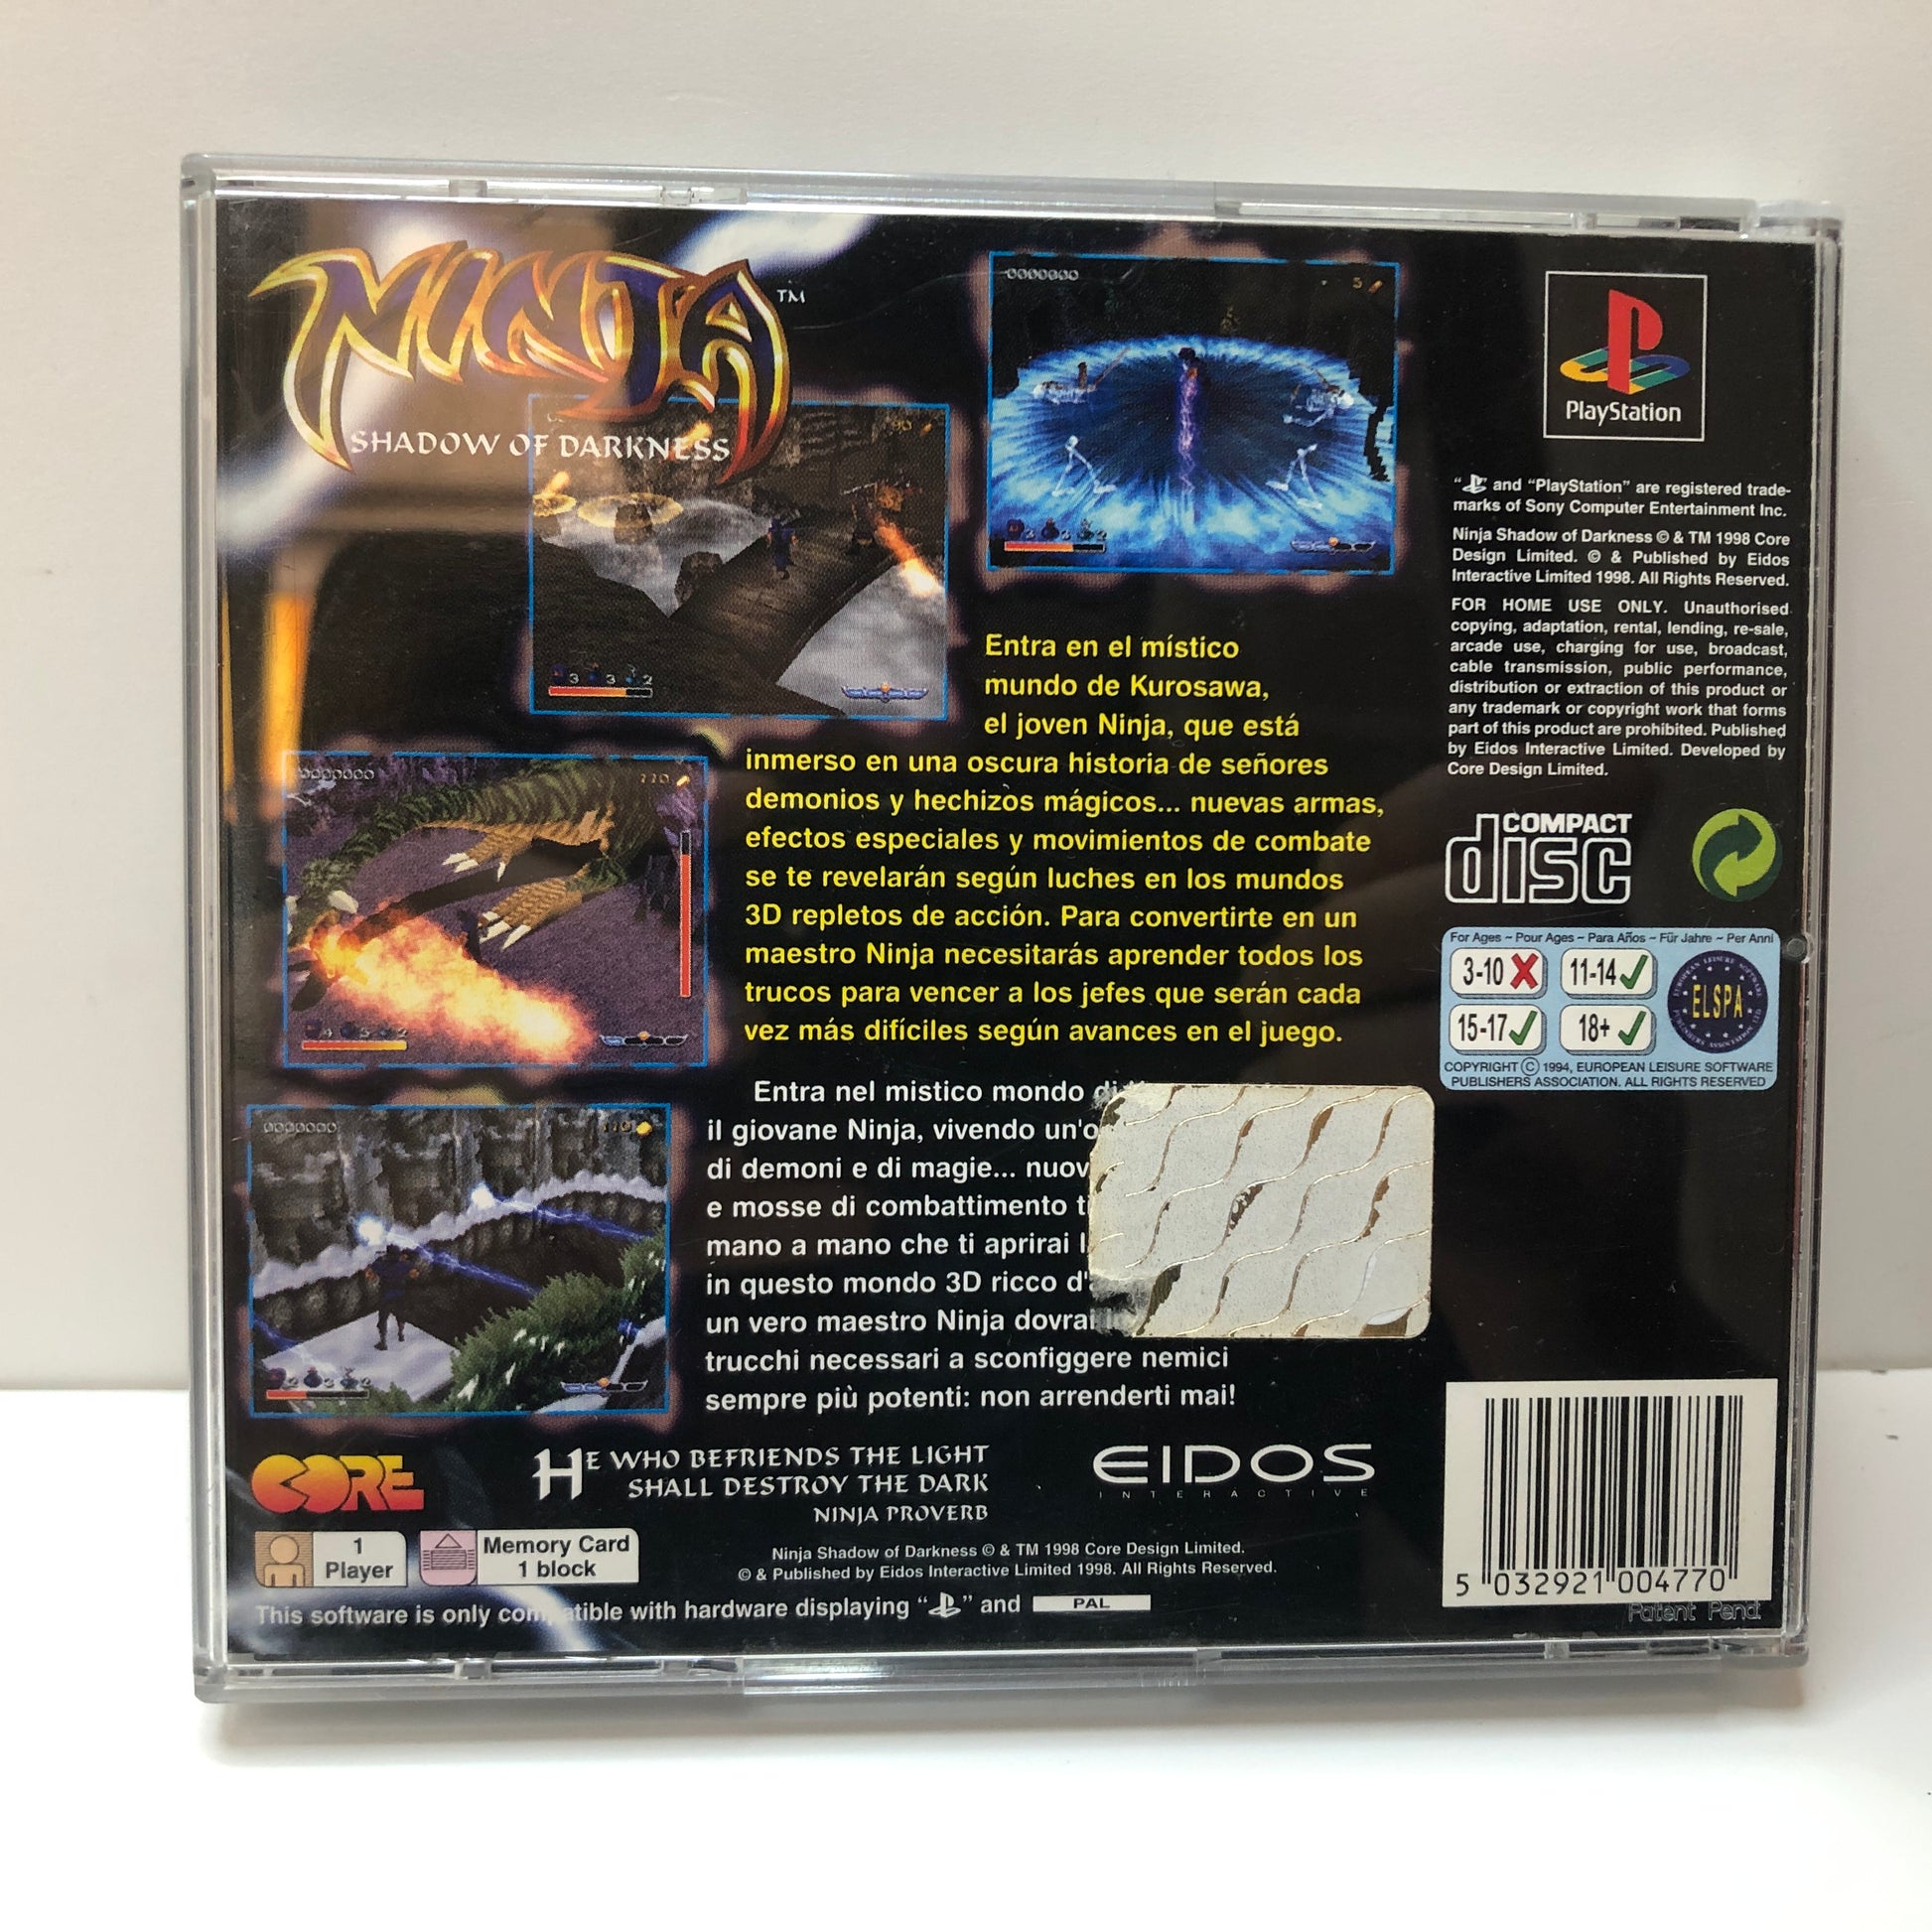 NINJA™
SHADOW OF DARKNESS
0000000
5
90
3 3 2
PlayStation
“ and “PlayStation” are registered trade-
marks of Sony Computer Entertainment Inc.
Ninja Shadow of Darkness © & TM 1998 Core
Design Limited. © & Published by Eidos
Interactive Limited 1998. All Rights Reserved.
FOR HOME USE ONLY. Unauthorised
copying, adaptation, rental, lending, re-sale,
arcade use, charging for use, broadcast,
cable transmission, public performance,
distribution or extraction of this product or
any trademark or copyright work that forms
part of this product are prohibited. Published
by Eidos Interactive Limited. Developed by
Core Design Limited.
COMPACT
disc
For Ages ~ Pour Ages ~ Para Años ~ Für Jahre ~ Per Anni
3-10 11-14
15-17 18+
ELSPA
COPYRIGHT © 1994, EUROPEAN LEISURE SOFTWARE
PUBLISHERS ASSOCIATION. ALL RIGHTS RESERVED
Entra en el místico
mundo de Kurosawa,
el joven Ninja, que está
inmerso en una oscura historia de señores
demonios y hechizos mágicos... nuevas armas,
efectos especiales y movimientos de combate
se te revelarán según luches en los mundos
3D repletos de acción. Para convertirte en un
maestro Ninja necesitarás aprender todos los
trucos para vencer a los jefes que serán cada
vez más difíciles según avances en el juego.
0000000
220
Entra nel mistico mondo di
il giovane Ninja, vivendo un'o
di demoni e di magie... nuov
e mosse di combattimento ti
mano a mano che ti aprirai l
in questo mondo 3D ricco d'
un vero maestro Ninja dovrai
trucchi necessari a sconfiggere nemici
sempre più potenti: non arrenderti mai!
0000000
CORE
HE WHO BEFRIENDS THE LIGHT
SHALL DESTROY THE DARK
NINJA PROVERB
EIDOS
INTERACTIVE
1
Player
Memory Card
1 block
Ninja Shadow of Darkness © & TM 1998 Core Design Limited.
© & Published by Eidos Interactive Limited 1998. All Rights Reserved.
This software is only compatible with hardware displaying “ ” and PAL
5 032921 004770
Patent Pend